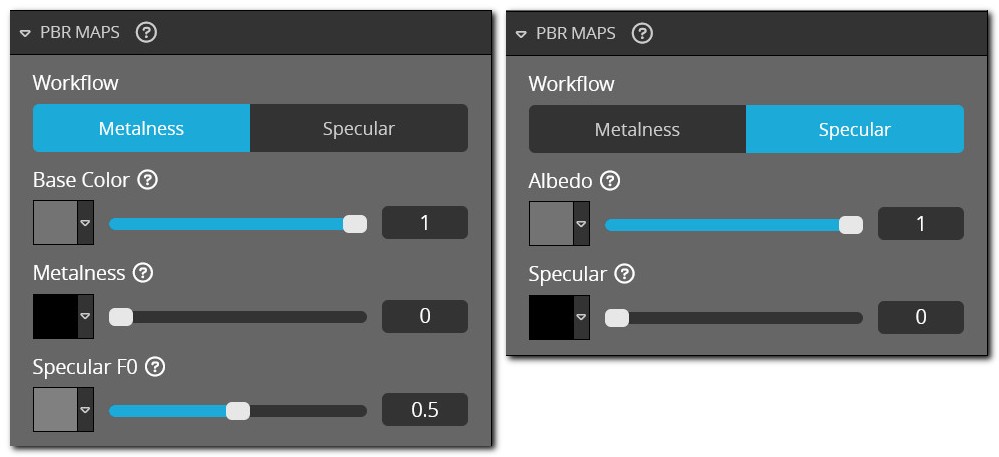 PBR MAPS ?
Workflow
Metalness Specular
Base Color ?
1
Metalness ?
0
Specular F0 ?
0.5
PBR MAPS ?
Workflow
Metalness Specular
Albedo ?
1
Specular ?
0